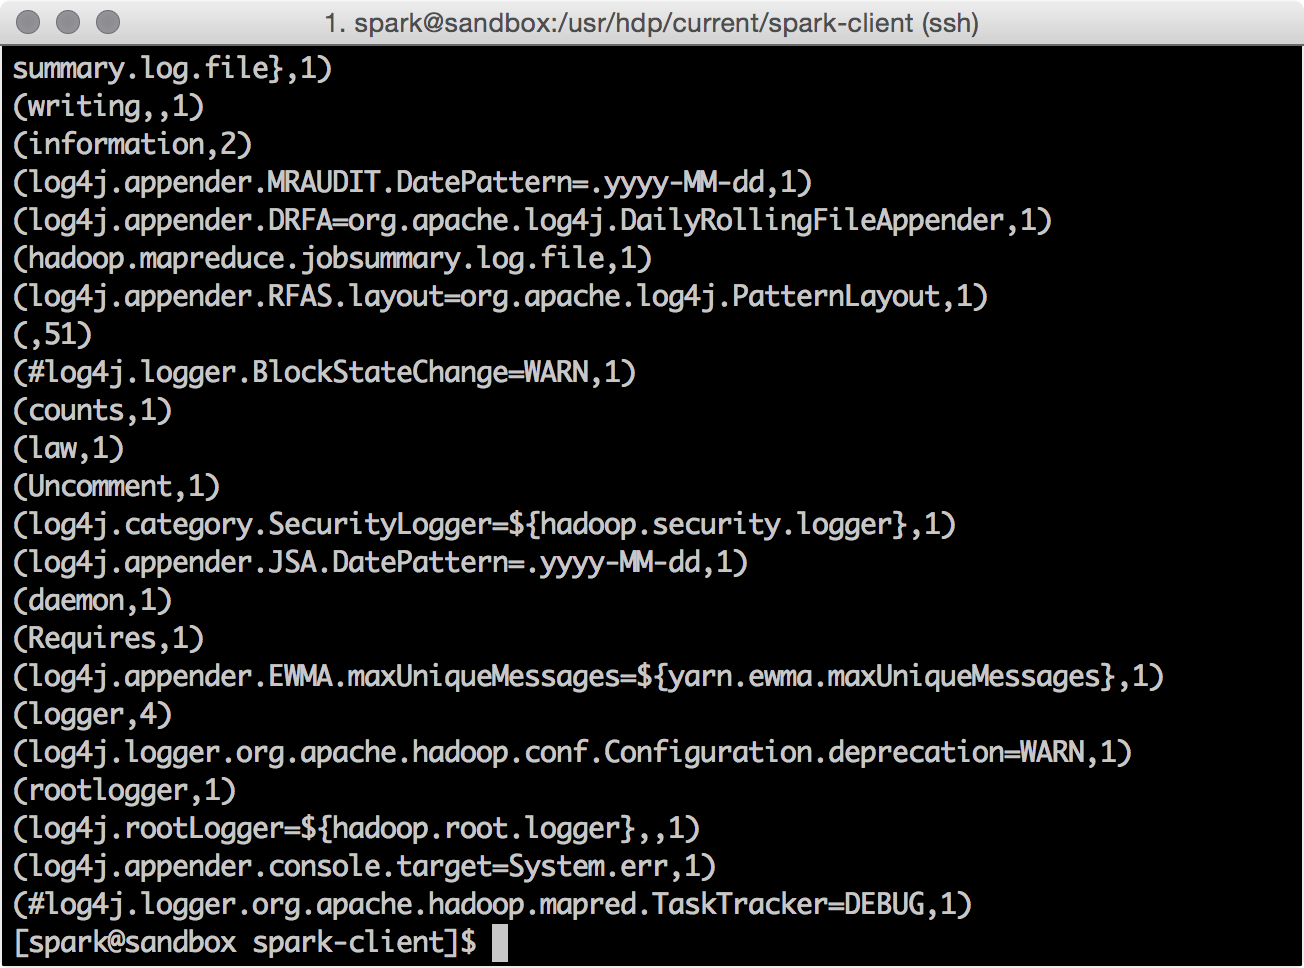 1. spark@sandbox:/usr/hdp/current/spark-client (ssh)
summary.log.file},1)
(writing,,1)
(information,2)
(log4j.appender.MRAUDIT.DatePattern=.yyyy-MM-dd,1)
(log4j.appender.DRFA=org.apache.log4j.DailyRollingFileAppender,1)
(hadoop.mapreduce.jobsummary.log.file,1)
(log4j.appender.RFAS.layout=org.apache.log4j.PatternLayout,1)
(,51)
(#log4j.logger.BlockStateChange=WARN,1)
(counts,1)
(law,1)
(Uncomment,1)
(log4j.category.SecurityLogger=${hadoop.security.logger},1)
(log4j.appender.JSA.DatePattern=.yyyy-MM-dd,1)
(daemon,1)
(Requires,1)
(log4j.appender.EWMA.maxUniqueMessages=${yarn.ewma.maxUniqueMessages},1)
(logger,4)
(log4j.logger.org.apache.hadoop.conf.Configuration.deprecation=WARN,1)
(rootlogger,1)
(log4j.rootLogger=${hadoop.root.logger},,1)
(log4j.appender.console.target=System.err,1)
(#log4j.logger.org.apache.hadoop.mapred.TaskTracker=DEBUG,1)
[spark@sandbox spark-client]$